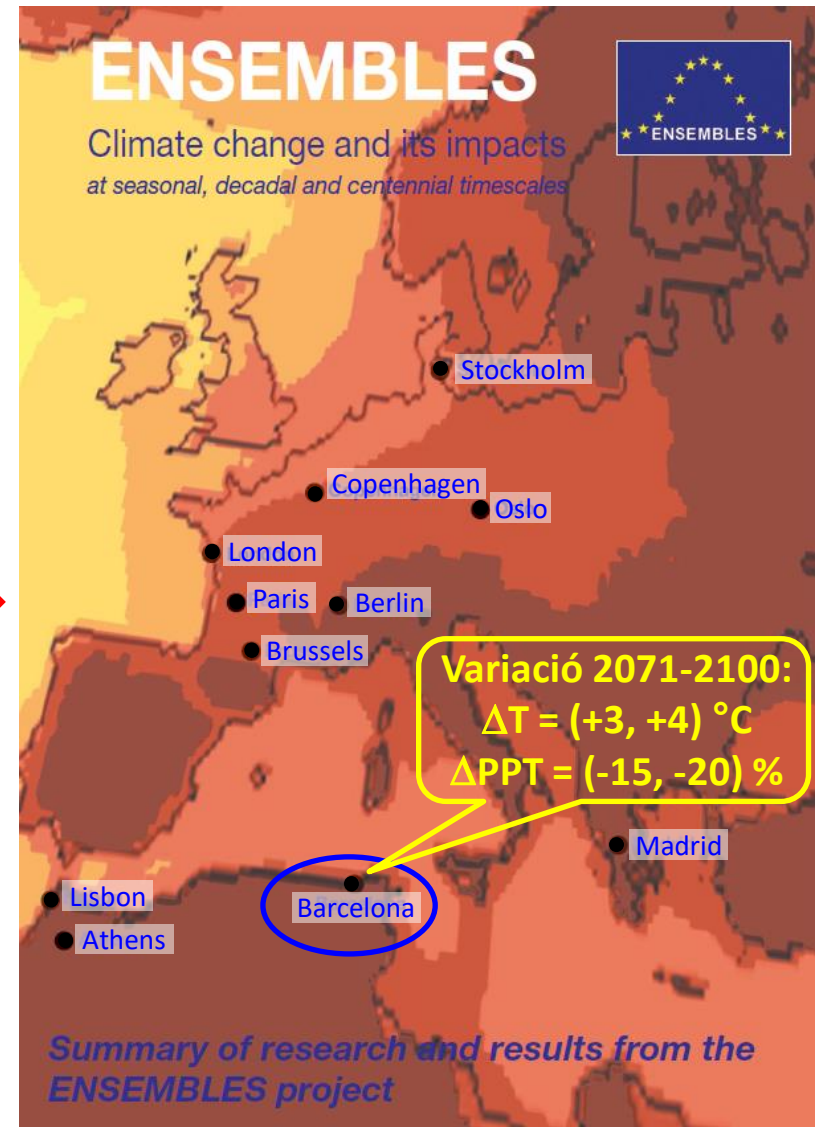 ENSEMBLES
Climate change and its impacts
at seasonal, decadal and centennial timescales
ENSEMBLES
Stockholm
Copenhagen
Oslo
London
Paris
Berlin
Brussels
Variació 2071-2100:
ΔT = (+3, +4) °C
ΔPPT = (-15, -20) %
Madrid
Lisbon
Barcelona
Athens
Summary of research and results from the
ENSEMBLES project